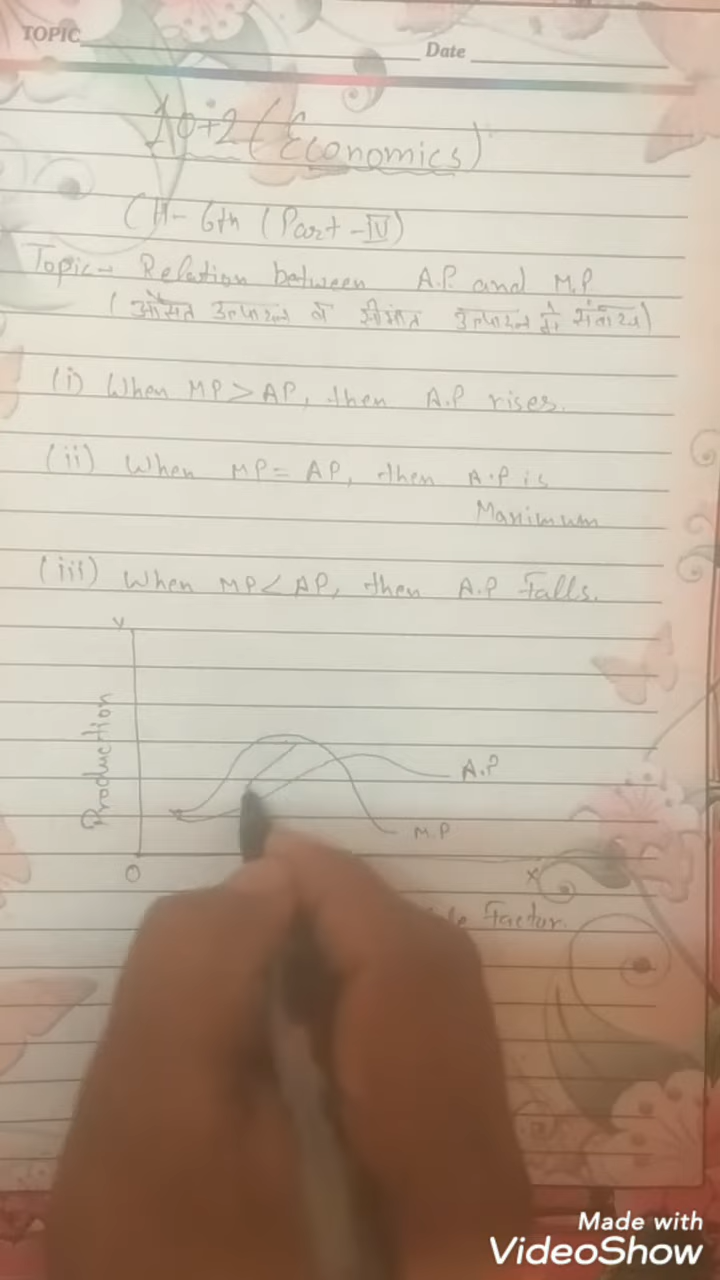 TOPIC
Date
10+2 (Economics)
CH- 6th (Part-IV)
Topic→ Relation between A.P. and M.P
(औसत उत्पादन व सीमांत उत्पादन में संबंध)
(i) When MP > AP, then A.P rises.
(ii) When MP = AP, then A.P is
Maximum
(iii) When MP < AP, then A.P Falls.
Y
Production
A.P
M.P
O
X
Factor.
Made with
VideoShow